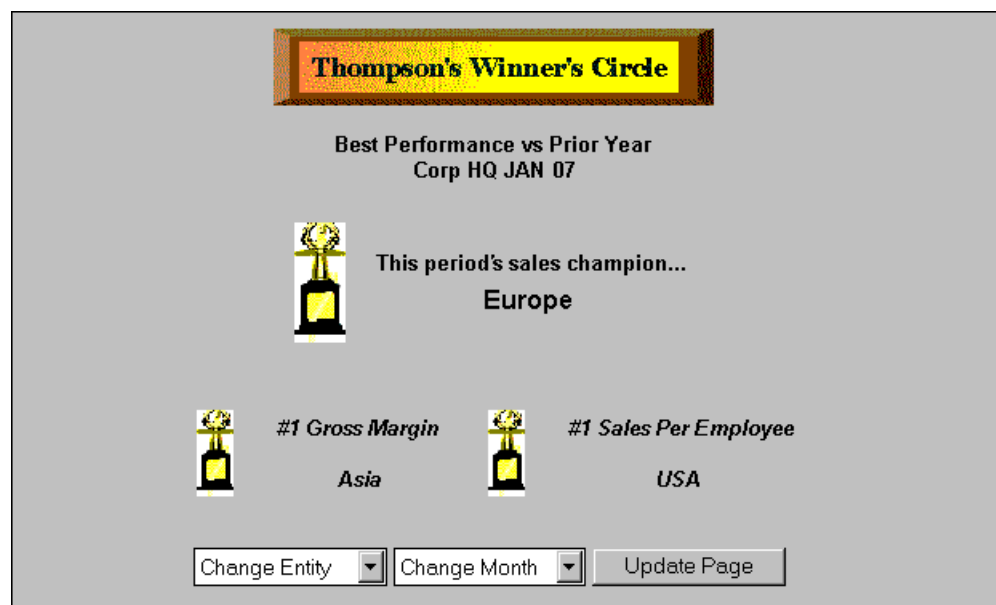 Thompson's Winner's Circle
Best Performance vs Prior Year
Corp HQ JAN 07
This period's sales champion...
Europe
#1 Gross Margin
#1 Sales Per Employee
Asia
USA
Change Entity
Change Month
Update Page